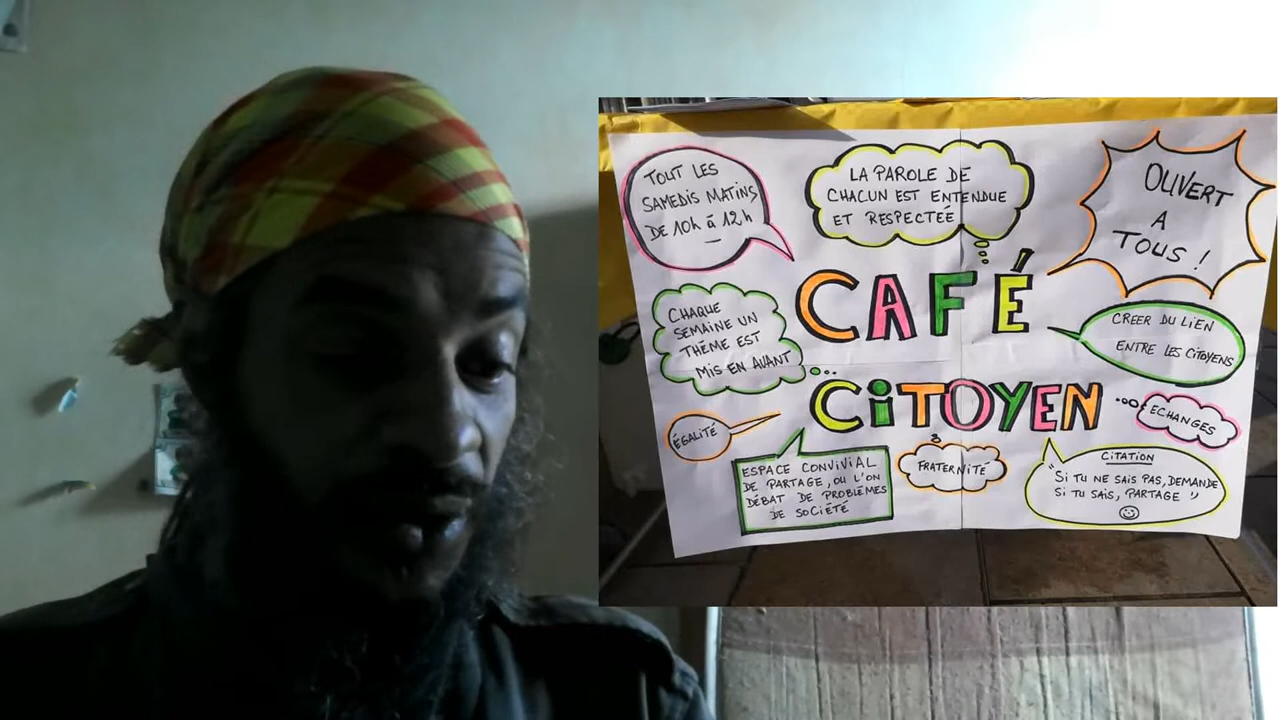 TOUT LES
SAMEDIS MATINS
DE 10h à 12h
LA PAROLE DE
CHACUN EST ENTENDUE
ET RESPECTÉE
OUVERT
A
TOUS !
CHAQUE
SEMAINE UN
THÈME EST
MIS EN AVANT
CAFÉ
CREER DU LIEN
ENTRE LES CITOYENS
CiTOYEN
ÉGALITÉ
ECHANGES
ESPACE CONVIVIAL
DE PARTAGE, OU L'ON
DÉBAT DE PROBLÈMES
DE SOCIÉTÉ
FRATERNITÉ
CITATION
"SI TU NE SAIS PAS, DEMANDE
SI TU SAIS, PARTAGE"